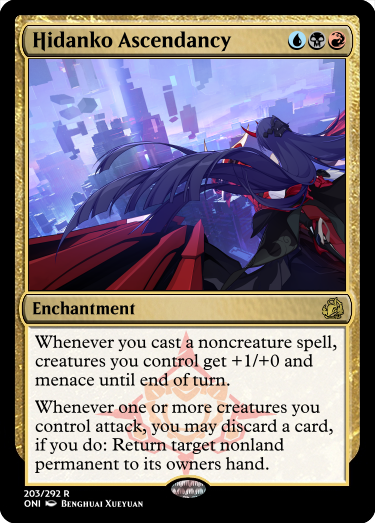 Hidanko Ascendancy
Enchantment
Whenever you cast a noncreature spell,
creatures you control get +1/+0 and
menace until end of turn.
Whenever one or more creatures you
control attack, you may discard a card,
if you do: Return target nonland
permanent to its owners hand.
203/292 R
ONI Benghuai Xueyuan